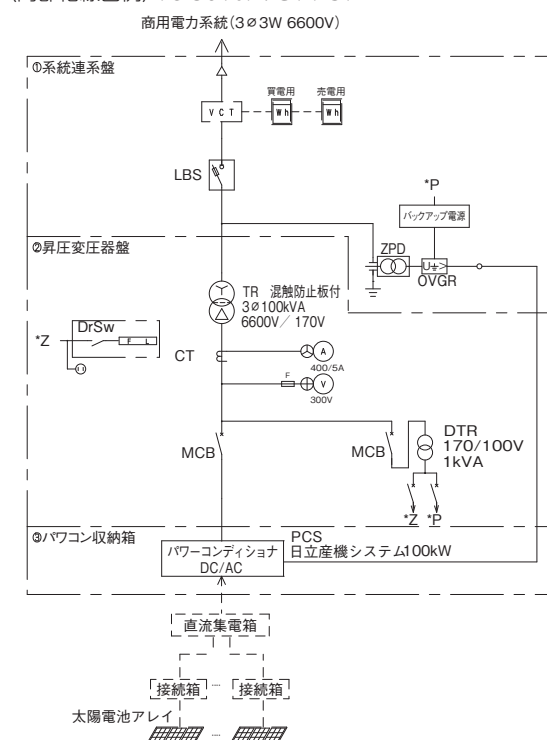 商用電力系統(3ø3W 6600V)
①系統連系盤
買電用 売電用
VCT Wh Wh
LBS
*P
バックアップ電源
②昇圧変圧器盤
ZPD
U⏚>
OVGR
TR 混触防止板付
3ø100kVA
6600V/170V
DrSw
*Z
F L
CT
A
400/5A
F
V
300V
MCB
MCB
DTR
170/100V
1kVA
*Z *P
③パワコン収納箱
PCS
日立産機システム100kW
パワーコンディショナ
DC/AC
直流集電箱
接続箱 接続箱
太陽電池アレイ